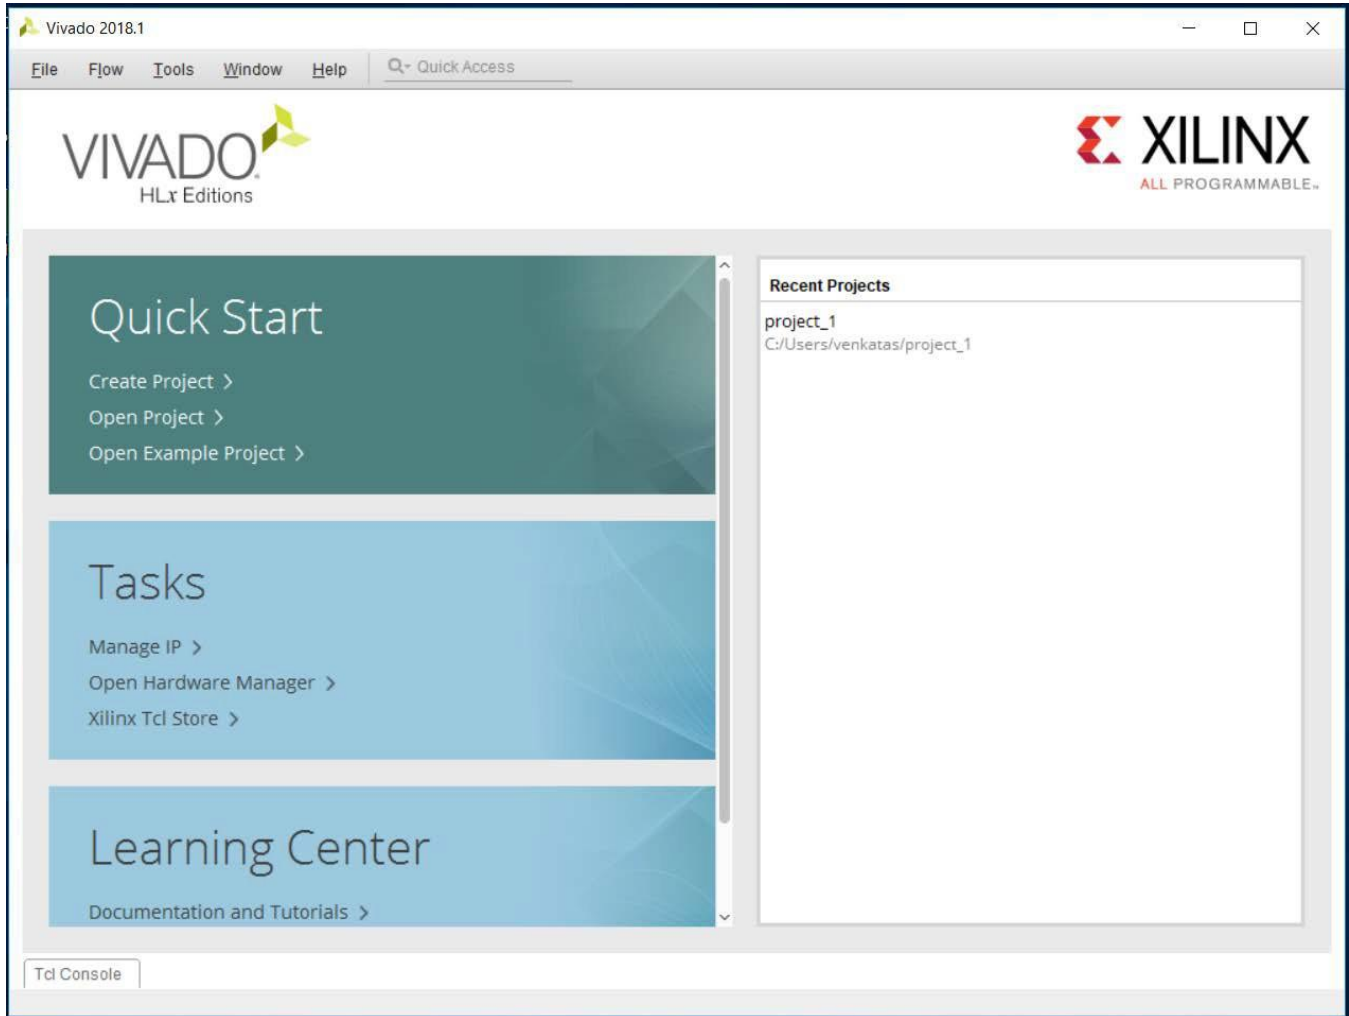 Vivado 2018.1
File Flow Tools Window Help Quick Access
VIVADO.
HLx Editions
XILINX
ALL PROGRAMMABLE™
Quick Start
Create Project >
Open Project >
Open Example Project >
Tasks
Manage IP >
Open Hardware Manager >
Xilinx Tcl Store >
Learning Center
Documentation and Tutorials >
Recent Projects
project_1
C:/Users/venkatas/project_1
Tcl Console